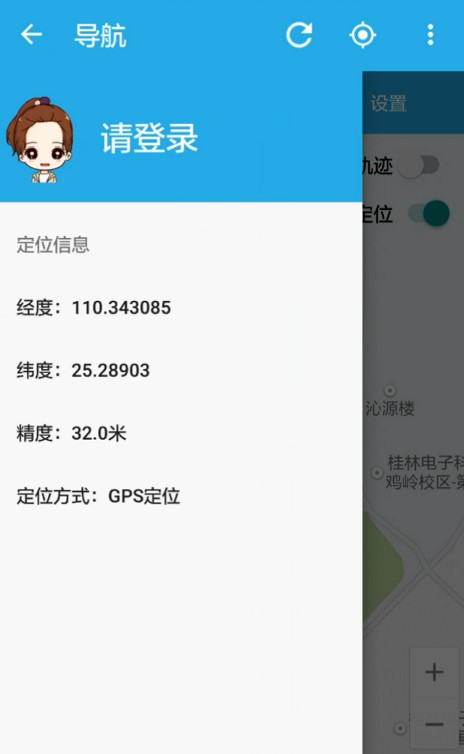 导航
设置
请登录
轨迹
定位
定位信息
经度：110.343085
纬度：25.28903
精度：32.0米
定位方式：GPS定位
沁源楼
桂林电子科
鸡岭校区-第
+
−